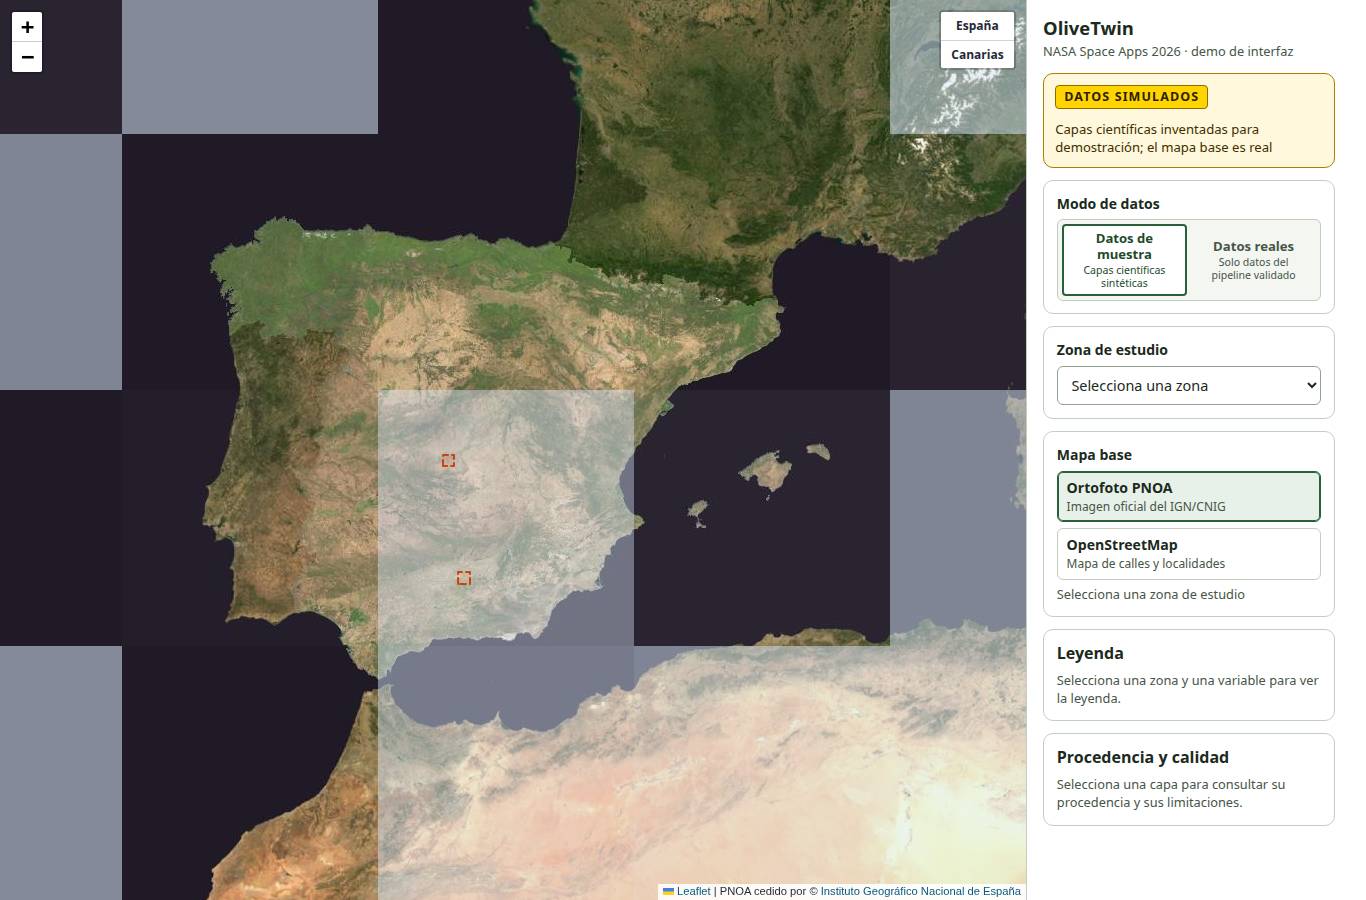 +
−
España
Canarias
OliveTwin
NASA Space Apps 2026 · demo de interfaz
DATOS SIMULADOS
Capas científicas inventadas para
demostración; el mapa base es real
Modo de datos
Datos de
muestra
Capas científicas
sintéticas
Datos reales
Solo datos del
pipeline validado
Zona de estudio
Selecciona una zona
Mapa base
Ortofoto PNOA
Imagen oficial del IGN/CNIG
OpenStreetMap
Mapa de calles y localidades
Selecciona una zona de estudio
Leyenda
Selecciona una zona y una variable para ver
la leyenda.
Procedencia y calidad
Selecciona una capa para consultar su
procedencia y sus limitaciones.
Leaflet | PNOA cedido por © Instituto Geográfico Nacional de España